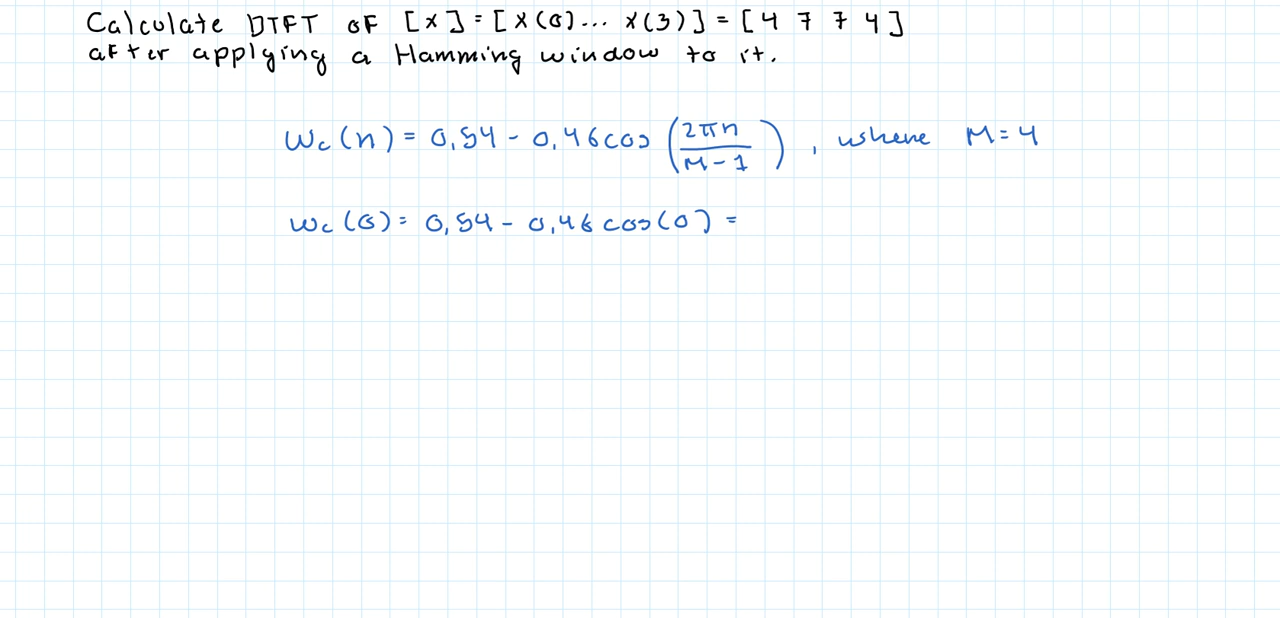 Calculate DTFT of [x] = [x(0)... x(3)] = [4 7 7 4]
after applying a Hamming window to it.
wc(n) = 0,54 - 0,46cos(2πn/M-1), where M=4
wc(0) = 0,54 - 0,46cos(0) =